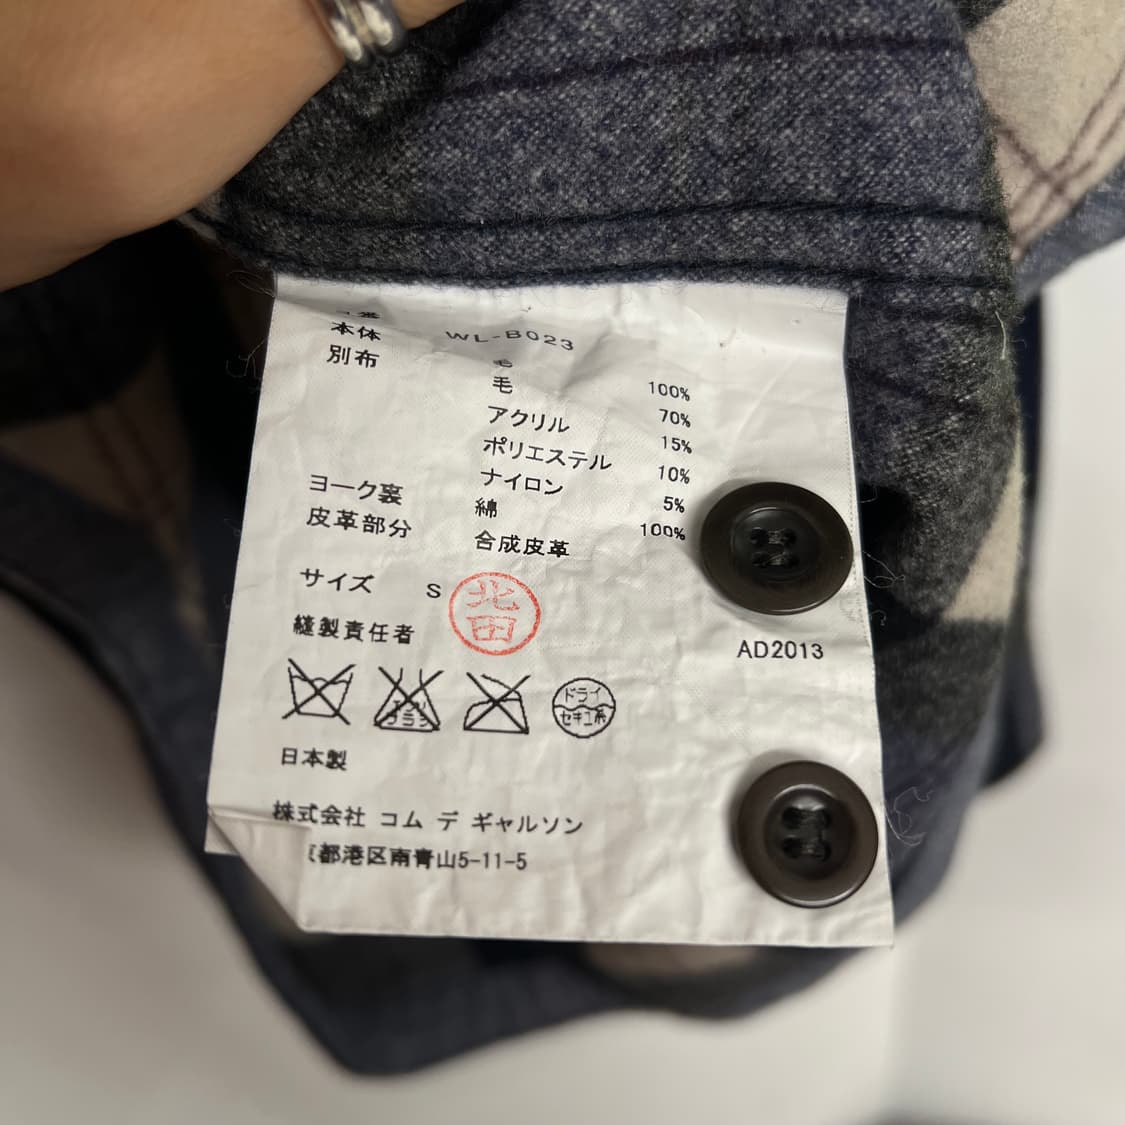 本体 WL-B023
別布 毛 100%
毛 70%
アクリル 15%
ポリエステル 10%
ナイロン 5%
ヨーク裏 綿 100%
皮革部分 合成皮革
サイズ S
北田
縫製責任者
ドライ
セキユ系
日本製
株式会社 コム デ ギャルソン
都港区南青山5-11-5
AD2013